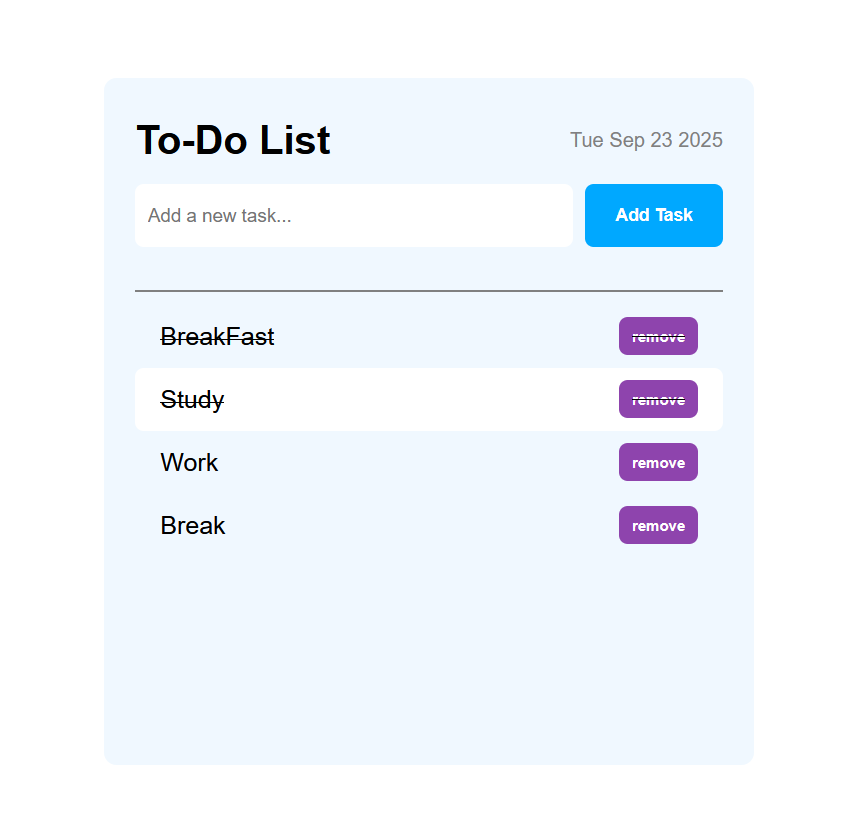 To-Do List
Tue Sep 23 2025
Add a new task...
Add Task
BreakFast remove
Study remove
Work remove
Break remove